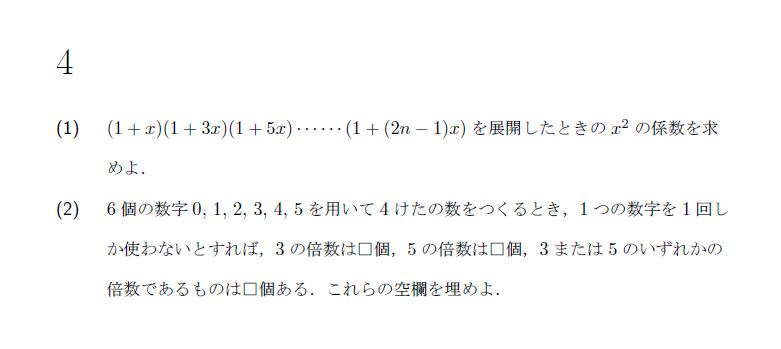 4
(1) (1 + x)(1 + 3x)(1 + 5x)⋯⋯(1 + (2n − 1)x) を展開したときの x² の係数を求
めよ．
(2) 6 個の数字 0, 1, 2, 3, 4, 5 を用いて 4 けたの数をつくるとき，1 つの数字を 1 回し
か使わないとすれば，3 の倍数は□個，5 の倍数は□個，3 または 5 のいずれかの
倍数であるものは□個ある．これらの空欄を埋めよ．